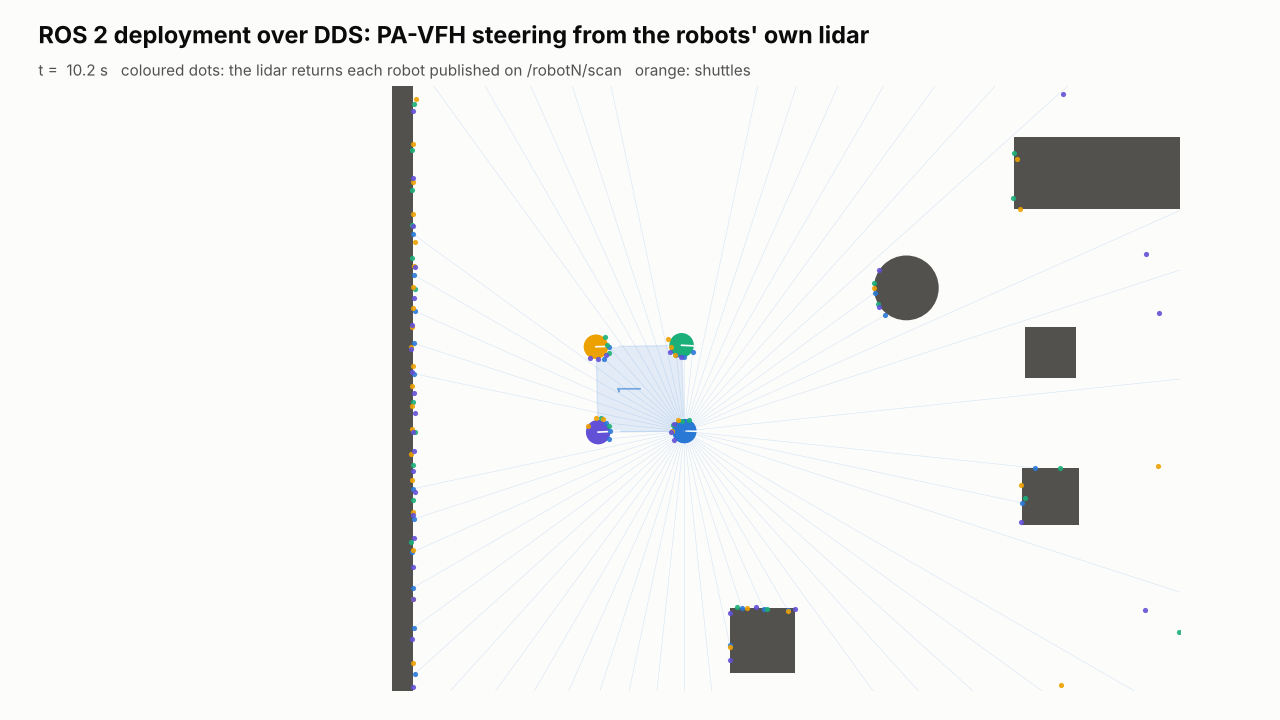 ROS 2 deployment over DDS: PA-VFH steering from the robots' own lidar
t = 10.2 s coloured dots: the lidar returns each robot published on /robotN/scan orange: shuttles